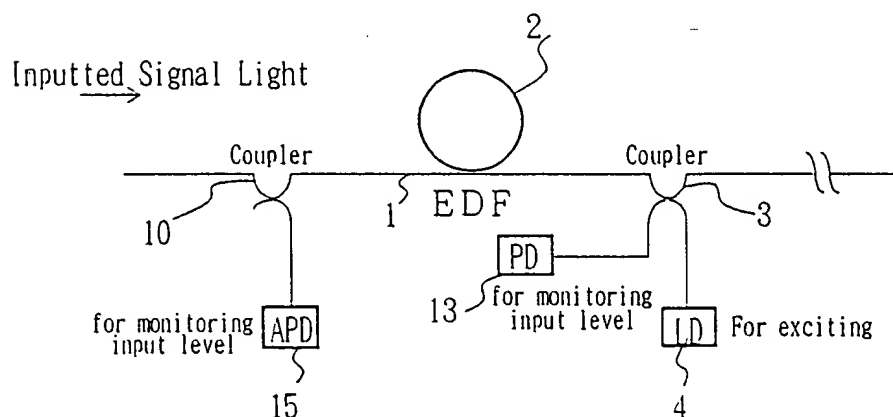 2
Inputted Signal Light
Coupler
Coupler
10
1
EDF
3
PD
13
for monitoring
input level
for monitoring
input level
APD
LD
For exciting
15
4